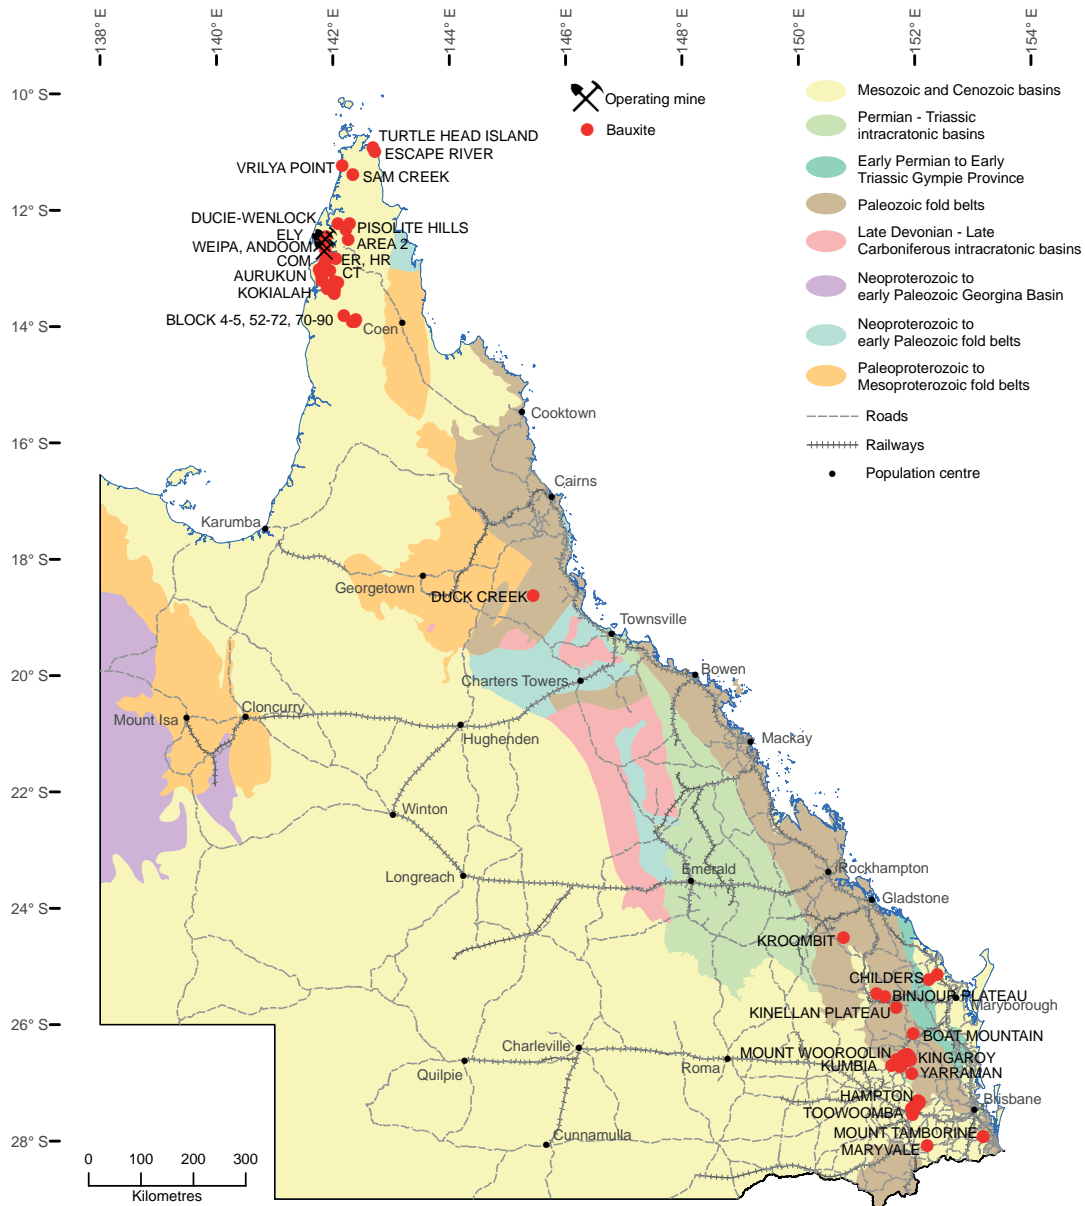 138° E
140° E
142° E
144° E
146° E
148° E
150° E
152° E
154° E
10° S
12° S
14° S
16° S
18° S
20° S
22° S
24° S
26° S
28° S
Operating mine
Bauxite
Mesozoic and Cenozoic basins
Permian - Triassic
intracratonic basins
Early Permian to Early
Triassic Gympie Province
Paleozoic fold belts
Late Devonian - Late
Carboniferous intracatonic basins
Neoproterozoic to
early Paleozoic Georgina Basin
Neoproterozoic to
early Paleozoic fold belts
Paleoproterozoic to
Mesoproterozoic fold belts
Roads
Railways
Population centre
TURTLE HEAD ISLAND
ESCAPE RIVER
VRILYA POINT
SAM CREEK
DUCIE-WENLOCK
PISOLITE HILLS
ELY
AREA 2
WEIPA, ANDOOM
COM
ER, HR
CT
AURUKUN
KOKIALAH
BLOCK 4-5, 52-72, 70-90
Coen
Cooktown
Cairns
Karumba
Georgetown
DUCK CREEK
Townsville
Charters Towers
Bowen
Mount Isa
Cloncurry
Hughenden
Mackay
Winton
Longreach
Emerald
Rockhampton
Gladstone
KROOMBIT
CHILDERS
BINJOUR PLATEAU
Maryborough
KINELLAN PLATEAU
BOAT MOUNTAIN
Charleville
Quilpie
Roma
MOUNT WOOROOLIN
KINGAROY
KUMBIA
YARRAMAN
HAMPTON
Brisbane
TOOWOOMBA
Cunnamulla
MOUNT TAMBORINE
MARYVALE
0 100 200 300
Kilometres